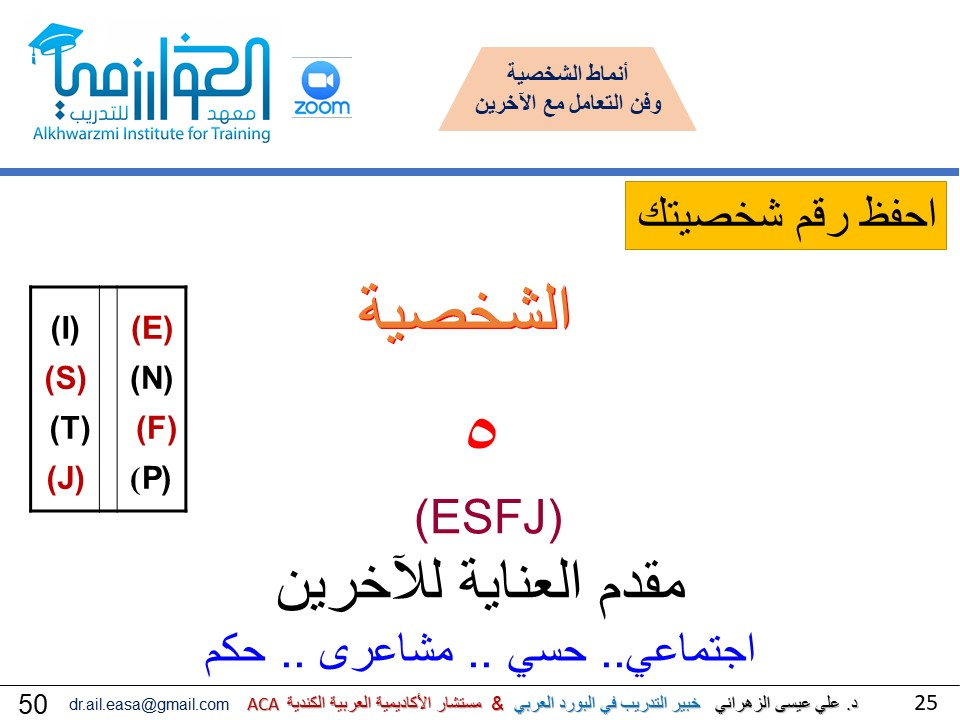 الخوارزمي
معهد للتدريب
Alkhwarzmi Institute for Training
zoom
أنماط الشخصية
وفن التعامل مع الآخرين
احفظ رقم شخصيتك
الشخصية
٥
(ESFJ)
مقدم العناية للآخرين
اجتماعي.. حسي .. مشاعرى .. حكم
(I) (E)
(S) (N)
(T) (F)
(J) (P)
50 dr.ail.easa@gmail.com د. علي عيسى الزهراني خبير التدريب في البورد العربي & مستشار الأكاديمية العربية الكندية ACA 25